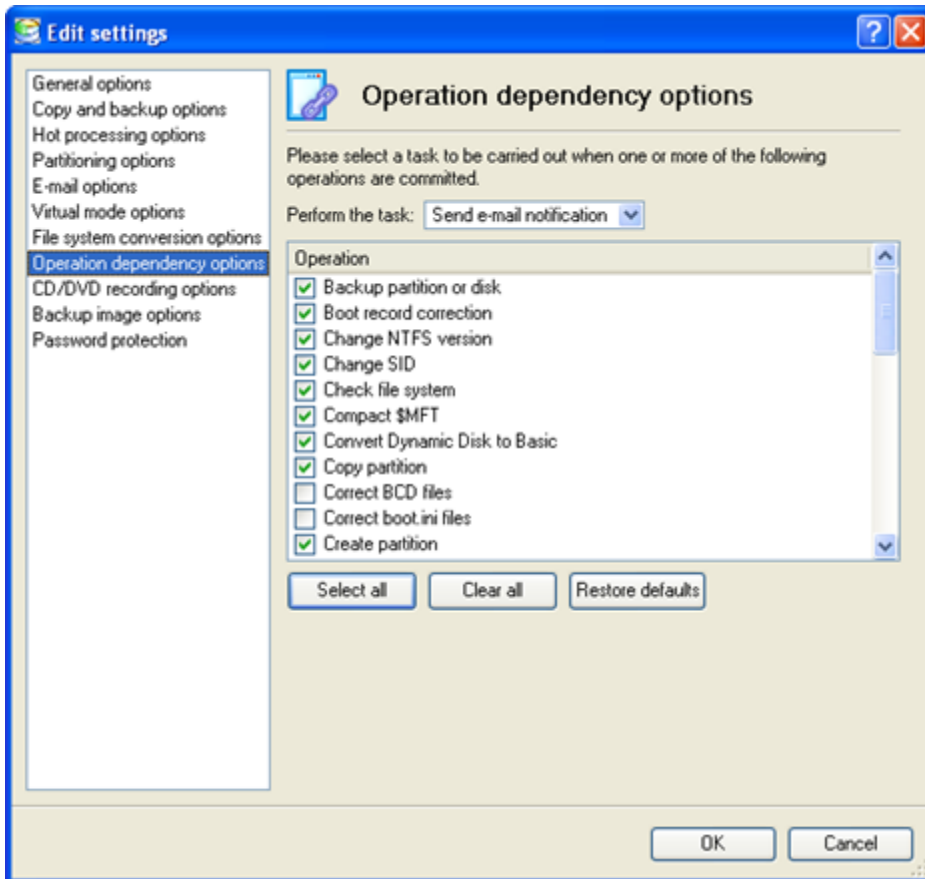 Edit settings
General options
Copy and backup options
Hot processing options
Partitioning options
E-mail options
Virtual mode options
File system conversion options
Operation dependency options
CD/DVD recording options
Backup image options
Password protection
Operation dependency options
Please select a task to be carried out when one or more of the following
operations are committed.
Perform the task: Send e-mail notification
Operation
Backup partition or disk
Boot record correction
Change NTFS version
Change SID
Check file system
Compact $MFT
Convert Dynamic Disk to Basic
Copy partition
Correct BCD files
Correct boot.ini files
Create partition
Select all Clear all Restore defaults
OK Cancel